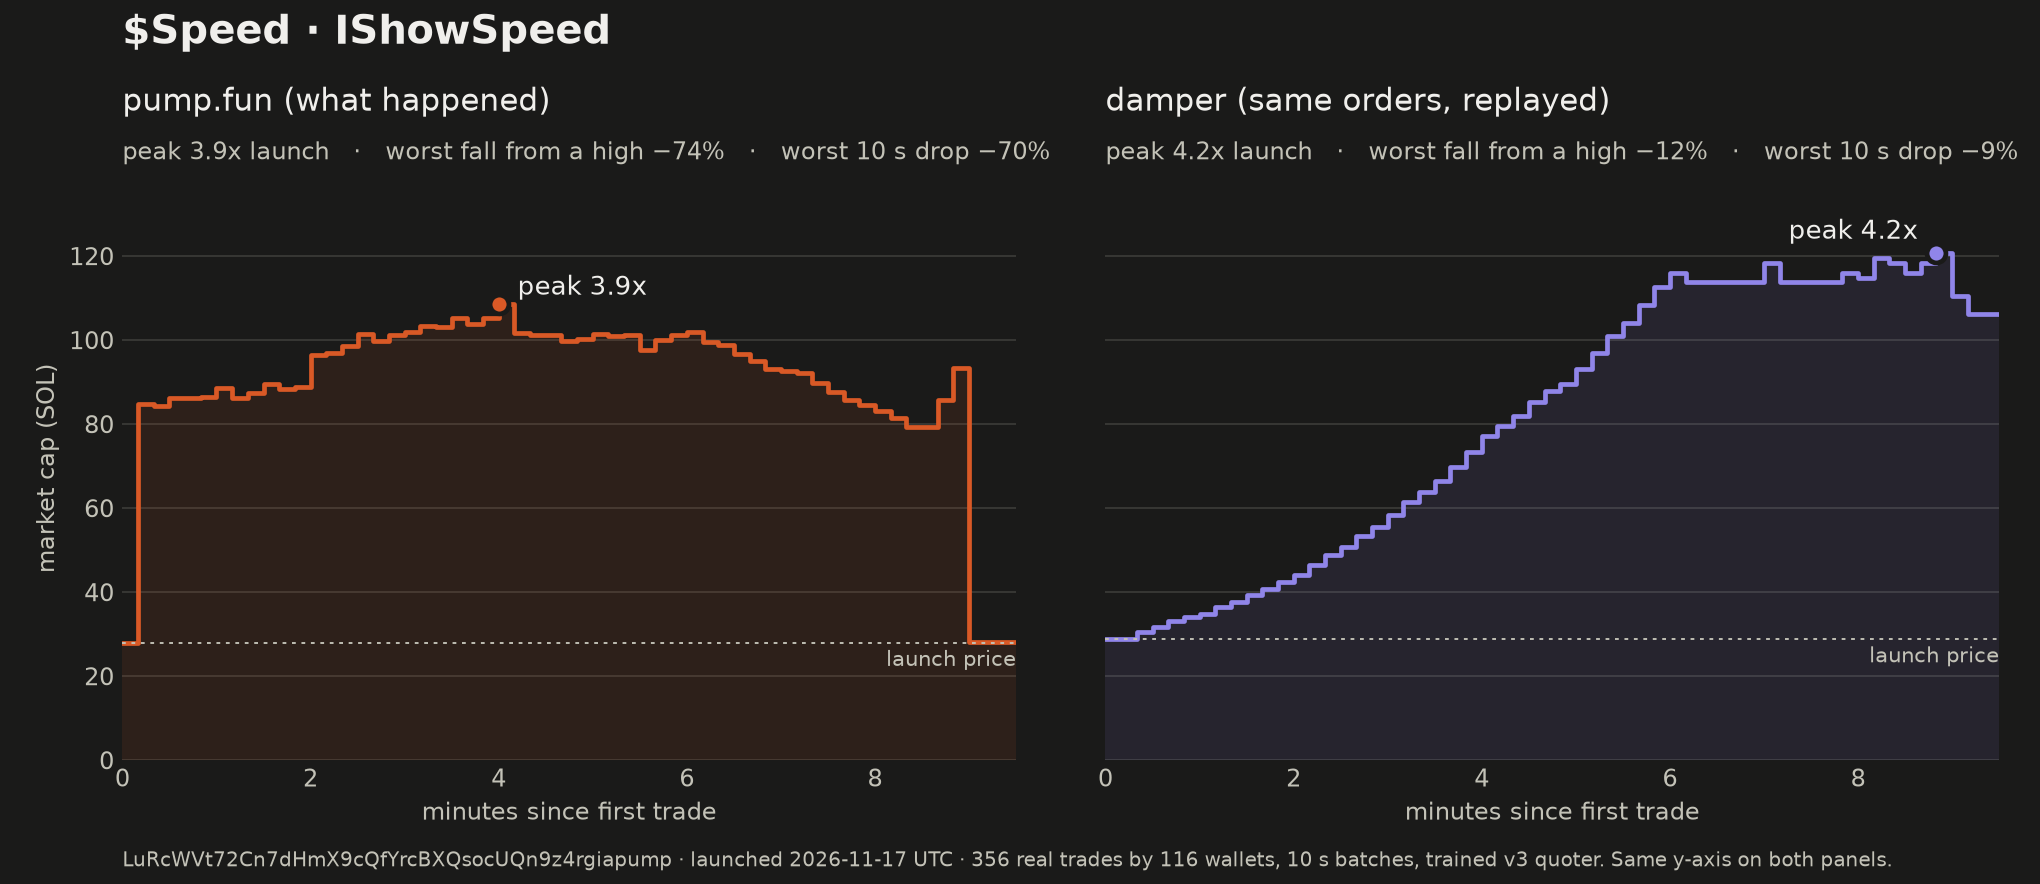 $Speed · IShowSpeed
pump.fun (what happened)
peak 3.9x launch · worst fall from a high −74% · worst 10 s drop −70%
market cap (SOL)
120
100
80
60
40
20
0
peak 3.9x
launch price
0 2 4 6 8
minutes since first trade
damper (same orders, replayed)
peak 4.2x launch · worst fall from a high −12% · worst 10 s drop −9%
peak 4.2x
launch price
0 2 4 6 8
minutes since first trade
LuRcWVt72Cn7dHmX9cQfYrcBXQsocUQn9z4rgiapump · launched 2026-11-17 UTC · 356 real trades by 116 wallets, 10 s batches, trained v3 quoter. Same y-axis on both panels.